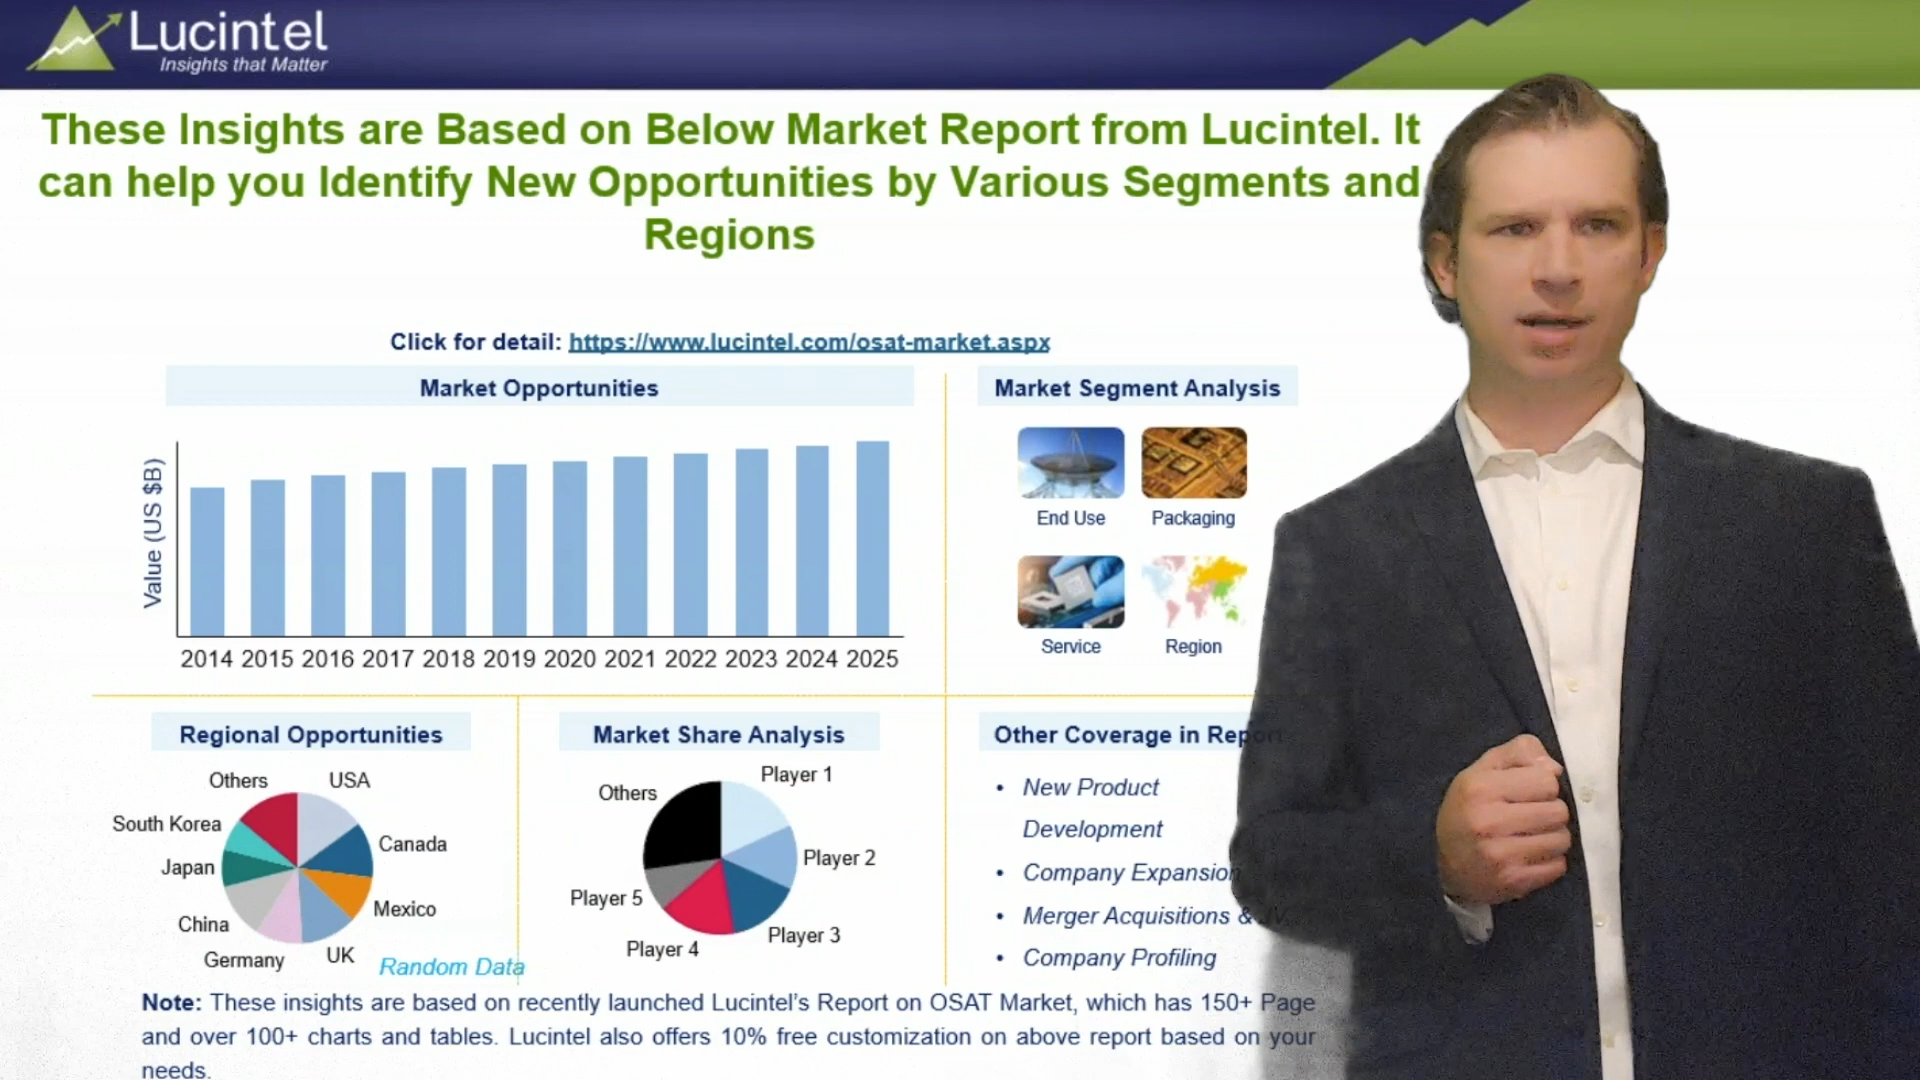 Lucintel
Insights that Matter
These Insights are Based on Below Market Report from Lucintel. It
can help you Identify New Opportunities by Various Segments and
Regions
Click for detail: https://www.lucintel.com/osat-market.aspx
Market Opportunities
Value (US $B)
2014 2015 2016 2017 2018 2019 2020 2021 2022 2023 2024 2025
Market Segment Analysis
End Use
Packaging
Service
Region
Regional Opportunities
Others
USA
South Korea
Canada
Japan
Mexico
China
Germany
UK
Random Data
Market Share Analysis
Player 1
Others
Player 2
Player 5
Player 3
Player 4
Other Coverage in Report
• New Product
Development
• Company Expansion
• Merger Acquisitions & JV
• Company Profiling
Note: These insights are based on recently launched Lucintel's Report on OSAT Market, which has 150+ Page
and over 100+ charts and tables. Lucintel also offers 10% free customization on above report based on your
needs.